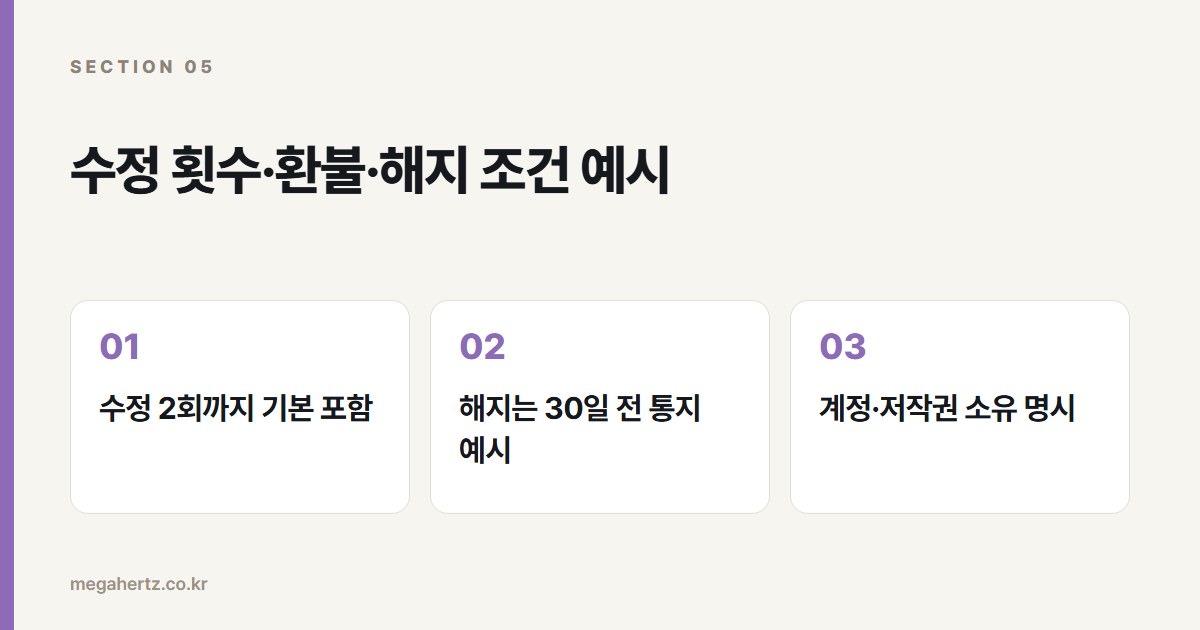 SECTION 05
수정 횟수·환불·해지 조건 예시
01
수정 2회까지 기본 포함
02
해지는 30일 전 통지
예시
03
계정·저작권 소유 명시
megahertz.co.kr